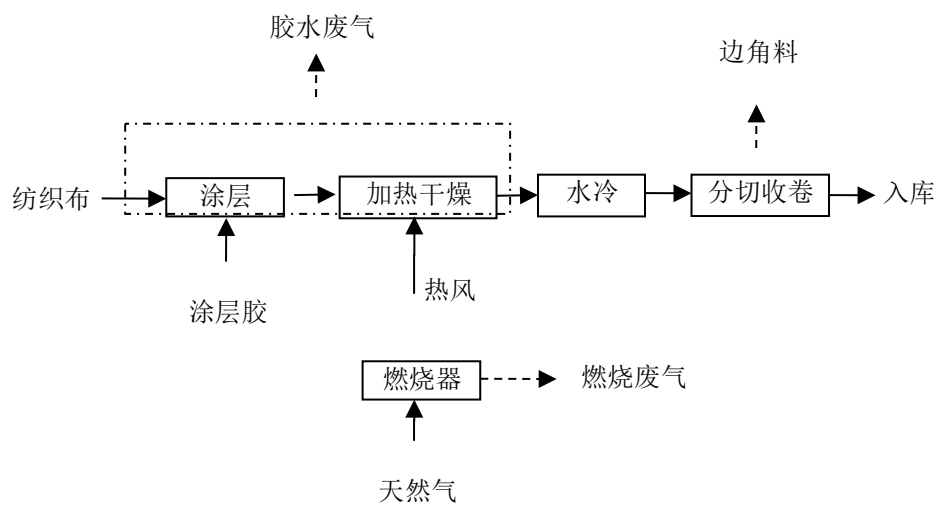 胶水废气
边角料
纺织布
涂层
加热干燥
水冷
分切收卷
入库
涂层胶
热风
燃烧器
燃烧废气
天然气